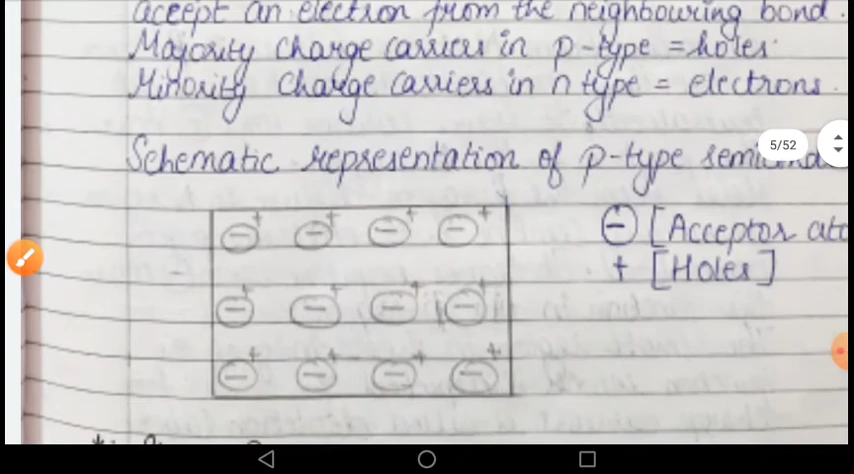 accept an electron from the neighbouring bond.
Majority charge carriers in p-type = holes.
Minority charge carriers in n type = electrons.
Schematic representation of p-type
5/52
⊖ [Acceptor
+ [Holes]
⊖+ ⊖+ ⊖+ ⊖+
⊖+ ⊖+ ⊖+ ⊖+
⊖+ ⊖+ ⊖+ ⊖+